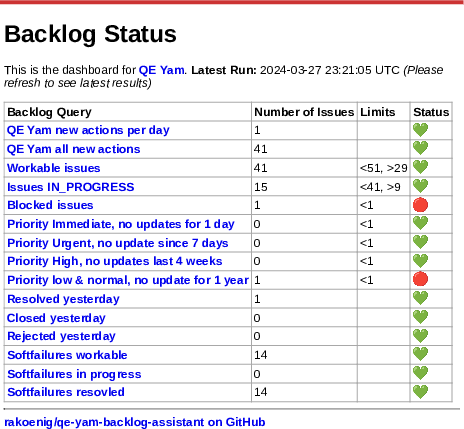 Backlog Status
This is the dashboard for QE Yam. Latest Run: 2024-03-27 23:21:05 UTC (Please
refresh to see latest results)
Backlog Query Number of Issues Limits Status
QE Yam new actions per day 1
QE Yam all new actions 41
Workable issues 41 <51, >29
Issues IN_PROGRESS 15 <41, >9
Blocked issues 1 <1
Priority Immediate, no updates for 1 day 0 <1
Priority Urgent, no update since 7 days 0 <1
Priority High, no updates last 4 weeks 0 <1
Priority low & normal, no update for 1 year 1 <1
Resolved yesterday 1
Closed yesterday 0
Rejected yesterday 0
Softfailures workable 14
Softfailures in progress 0
Softfailures resovled 14
rakoenig/qe-yam-backlog-assistant on GitHub